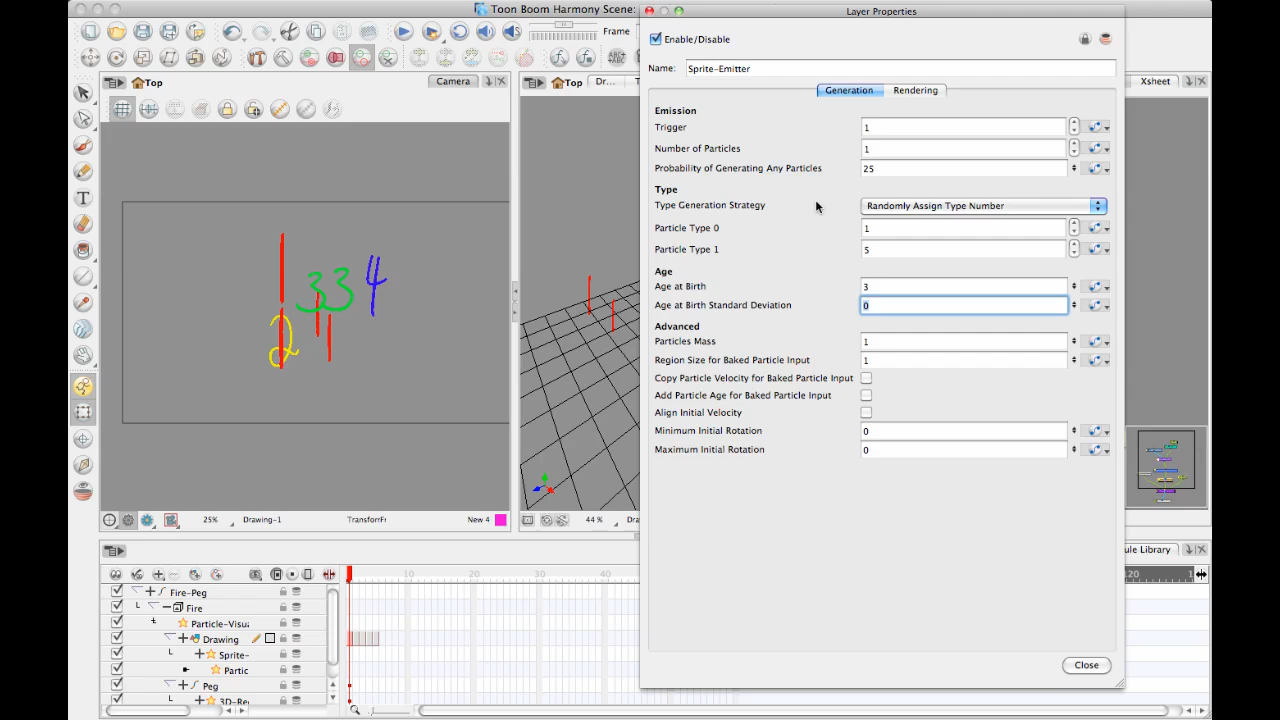 Toon Boom Harmony Scene:
Layer Properties
Frame
Enable/Disable
Name: Sprite-Emitter
Top
Camera
Top
Dr...
Xsheet
Generation
Rendering
Emission
Trigger 1
Number of Particles 1
Probability of Generating Any Particles 25
Type
Type Generation Strategy Randomly Assign Type Number
Particle Type 0 1
Particle Type 1 5
Age
Age at Birth 3
Age at Birth Standard Deviation 0
Advanced
Particles Mass 1
Region Size for Baked Particle Input 1
Copy Particle Velocity for Baked Particle Input
Add Particle Age for Baked Particle Input
Align Initial Velocity
Minimum Initial Rotation 0
Maximum Initial Rotation 0
Close
3 3 4
2
25% Drawing-1 TransformFr New 4
44% Dra
ule Library
10 20 30 40
120
Fire-Peg
Fire
Particle-Visua
Drawing
Sprite-
Partic
Peg
3D-Re